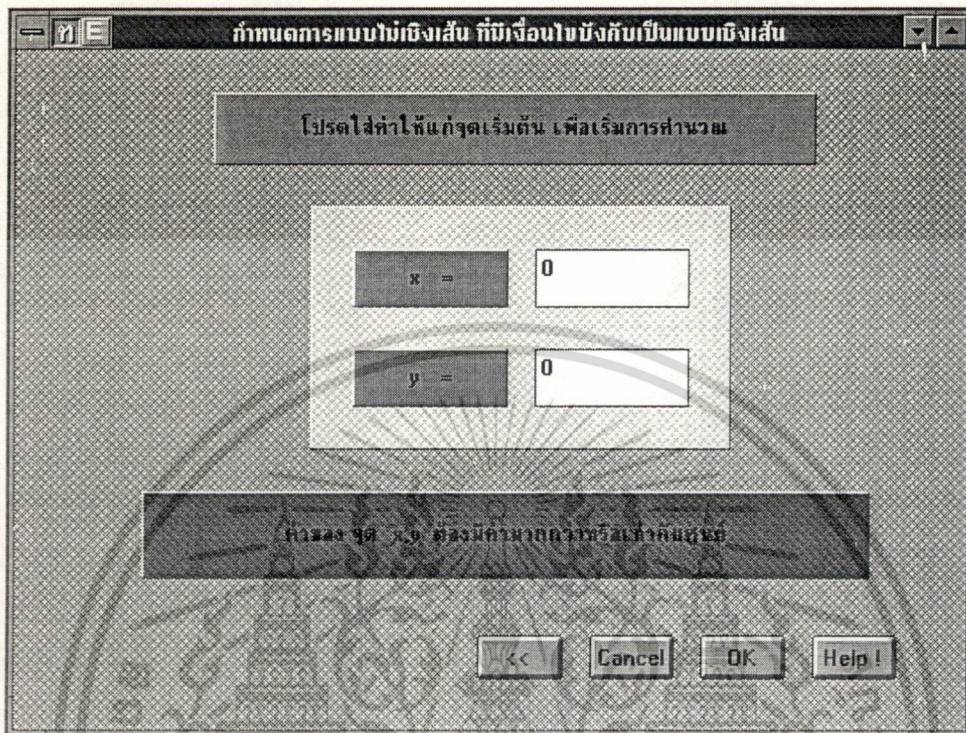 ท E
กำหนดการแบบไม่เชิงเส้น ที่มีเงื่อนไขบังคับเป็นแบบเชิงเส้น
โปรดใส่ค่าให้แก่จุดเริ่มต้น เพื่อเริ่มการคำนวณ
x = 0
y = 0
ค่าของ จุด x,y ต้องมีค่ามากกว่าหรือเท่ากับศูนย์
<< Cancel OK Help !